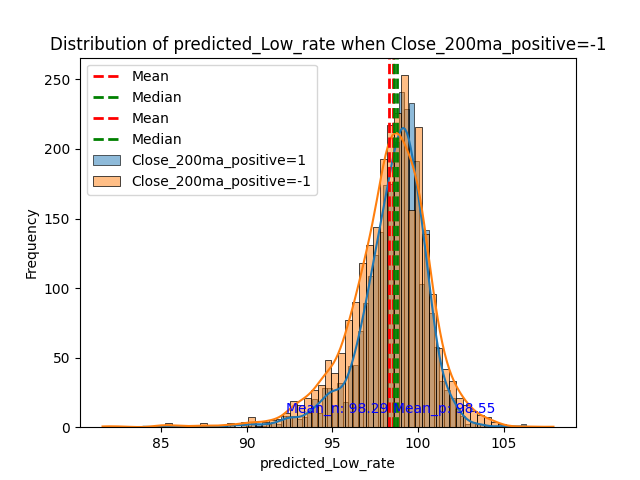 Distribution of predicted_Low_rate when Close_200ma_positive=-1
Mean
Median
Mean
Median
Close_200ma_positive=1
Close_200ma_positive=-1
Frequency
250
200
150
100
50
0
Mean_n: 98.29 Mean_p: 98.55
85 90 95 100 105
predicted_Low_rate